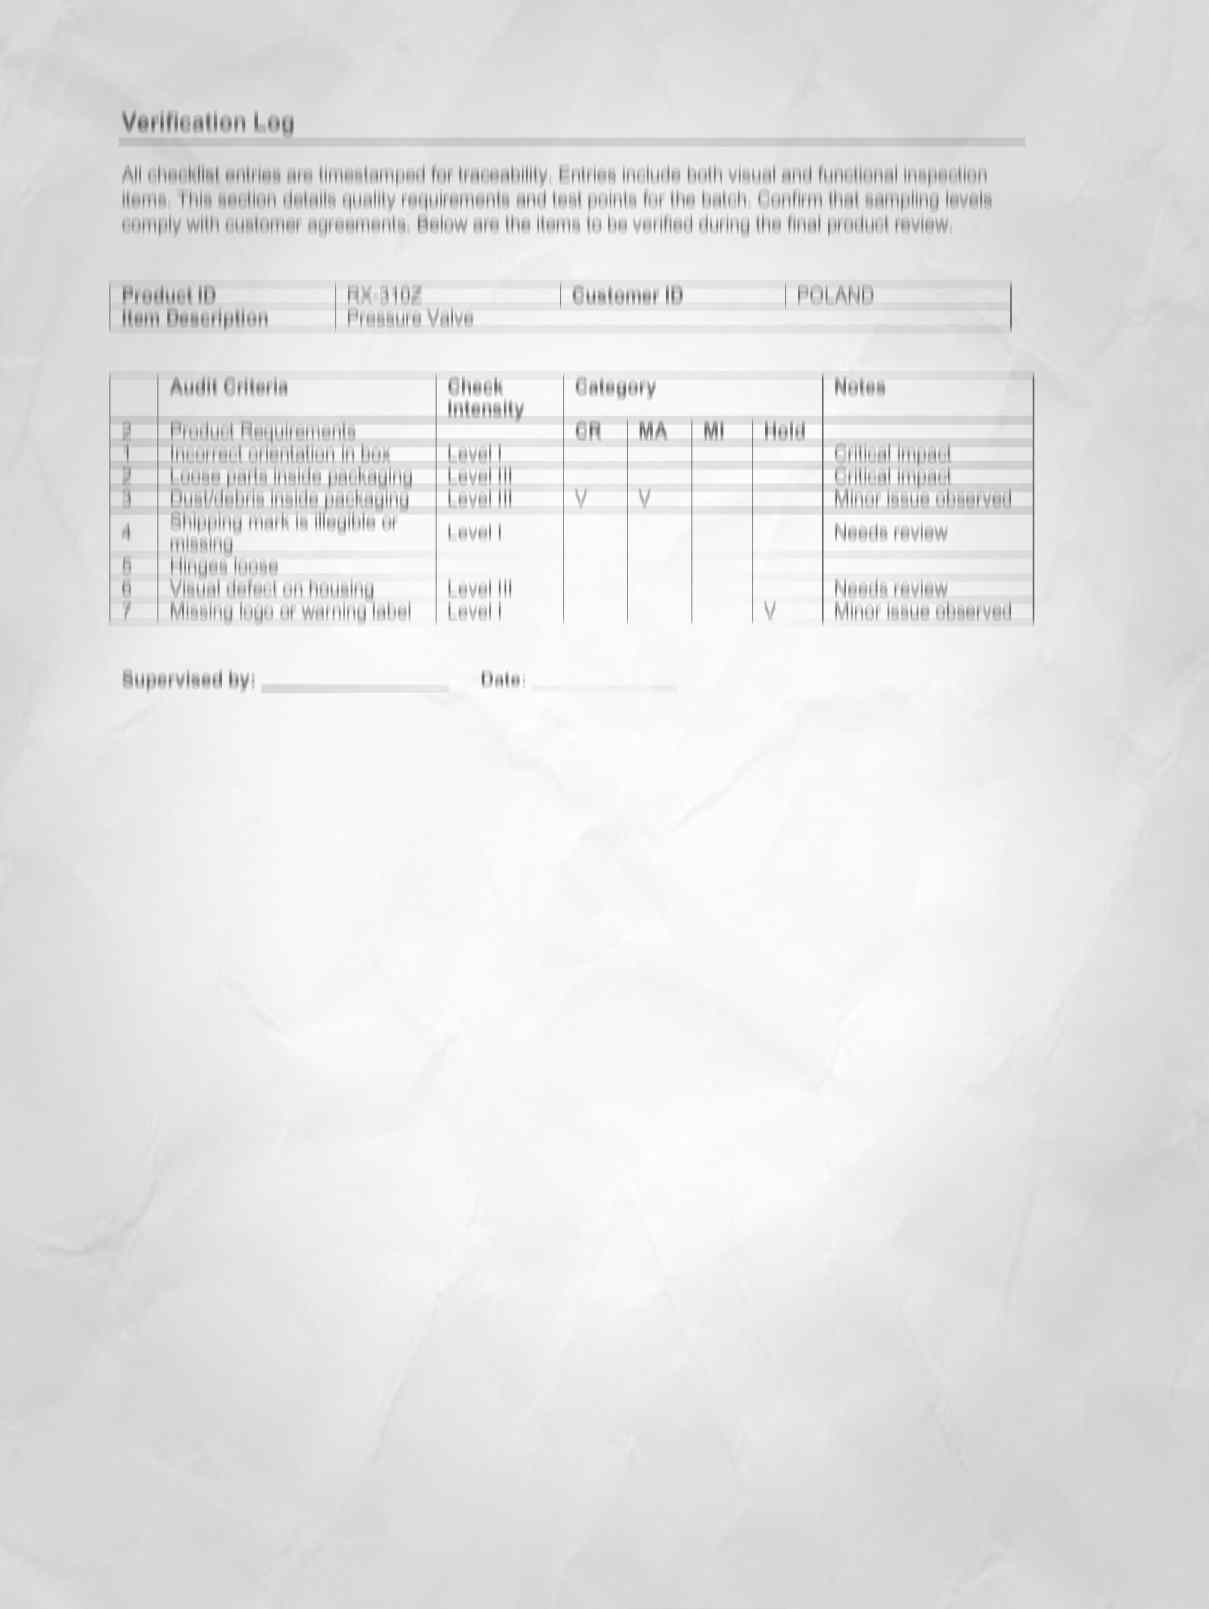 Verification Log
All checklist entries are timestamped for traceability. Entries include both visual and functional inspection
items. This section details quality requirements and test points for the batch. Confirm that sampling levels
comply with customer agreements. Below are the items to be verified during the final product review.
Product ID RX-310Z Customer ID POLAND
Item Description Pressure Valve
Audit Criteria Check Intensity Category Notes
2 Product Requirements CR MA MI Hold
1 Incorrect orientation in box Level I Critical impact
2 Loose parts inside packaging Level III Critical impact
3 Dust/debris inside packaging Level III V V Minor issue observed
4 Shipping mark is illegible or missing Level I Needs review
5 Hinges loose
6 Visual defect on housing Level III Needs review
7 Missing logo or warning label Level I V Minor issue observed
Supervised by: Date: